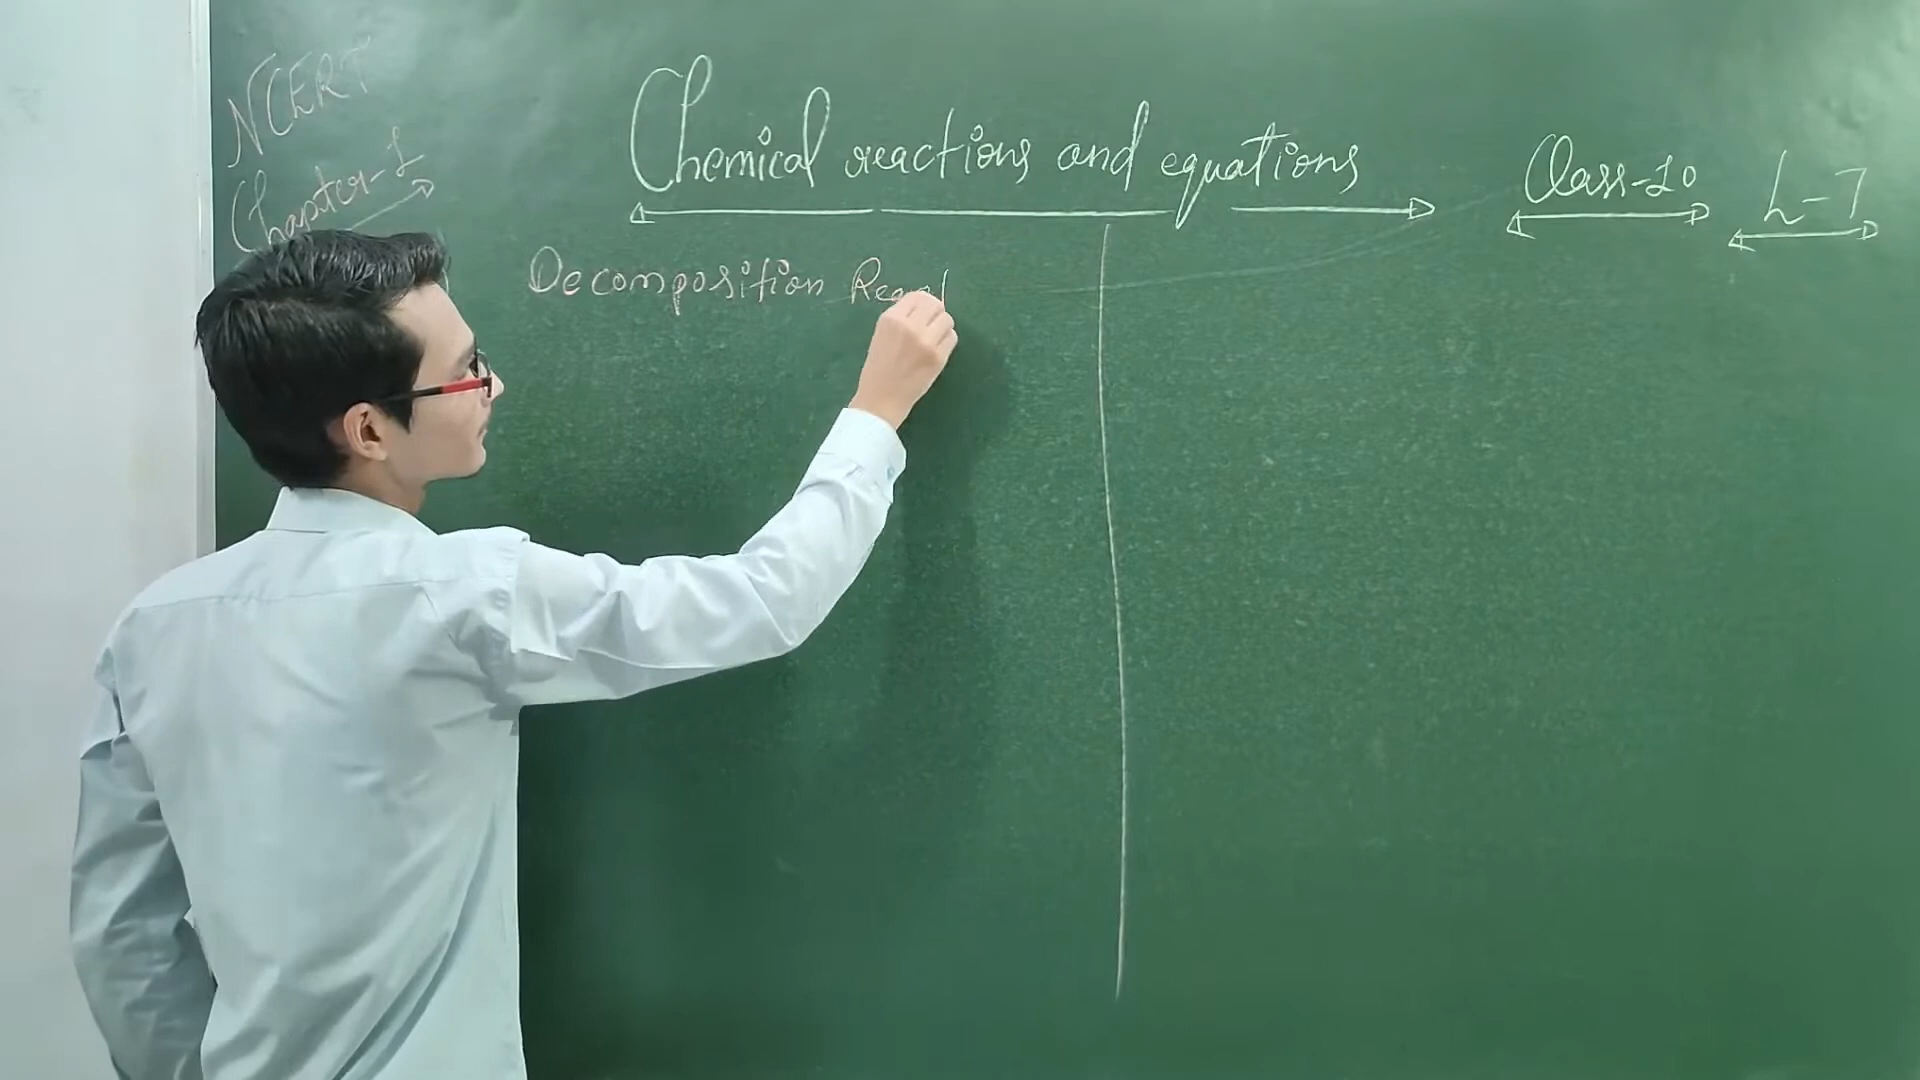 NCERT
Chapter-1
Chemical reactions and equations
Class-10
L-7
Decomposition